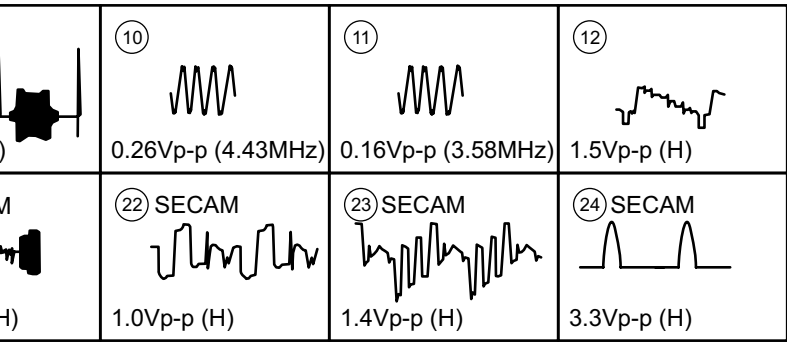 10
11
12
)
0.26Vp-p (4.43MHz)
0.16Vp-p (3.58MHz)
1.5Vp-p (H)
M
22 SECAM
23 SECAM
24 SECAM
H)
1.0Vp-p (H)
1.4Vp-p (H)
3.3Vp-p (H)